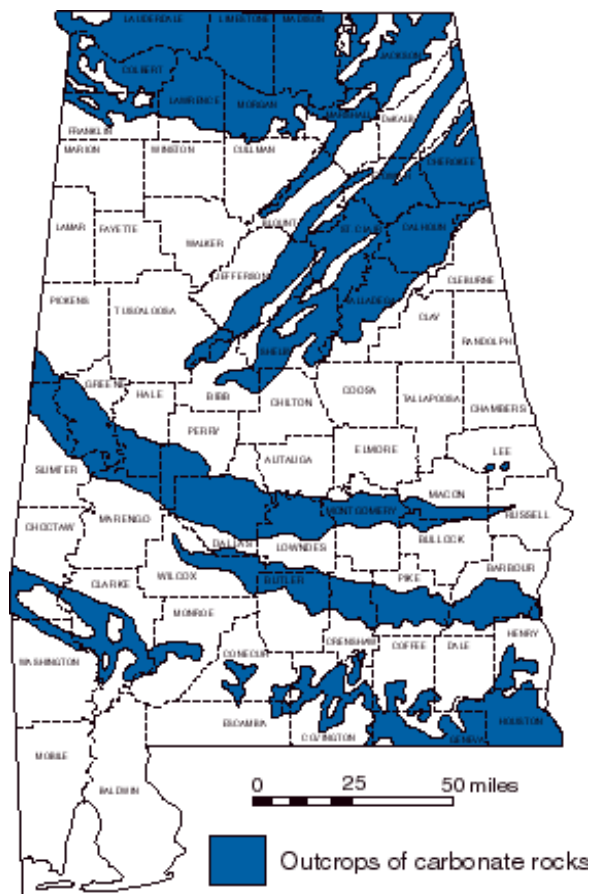 LAUDERDALE
LIMESTONE
MADISON
JACKSON
COLBERT
LAWRENCE
MORGAN
MARSHALL
DeKALB
FRANKLIN
MARION
WINSTON
CULLMAN
CHEROKEE
BLOUNT
ST. CLAIR
CALHOUN
LAMAR
FAYETTE
WALKER
JEFFERSON
CLEBURNE
PICKENS
TUSCALOOSA
TALLADEGA
CLAY
RANDOLPH
SHELBY
GREENE
HALE
BIBB
CHILTON
COOSA
TALLAPOOSA
CHAMBERS
PERRY
AUTAUGA
ELMORE
LEE
SUMTER
MACON
MARENGO
MONTGOMERY
RUSSELL
CHOCTAW
DALLAS
LOWNDES
BULLOCK
BARBOUR
CLARKE
WILCOX
BUTLER
PIKE
MONROE
CRENSHAW
COFFEE
DALE
HENRY
WASHINGTON
CONECUH
ESCAMBIA
COVINGTON
GENEVA
HOUSTON
MOBILE
BALDWIN
0 25 50 miles
Outcrops of carbonate rocks